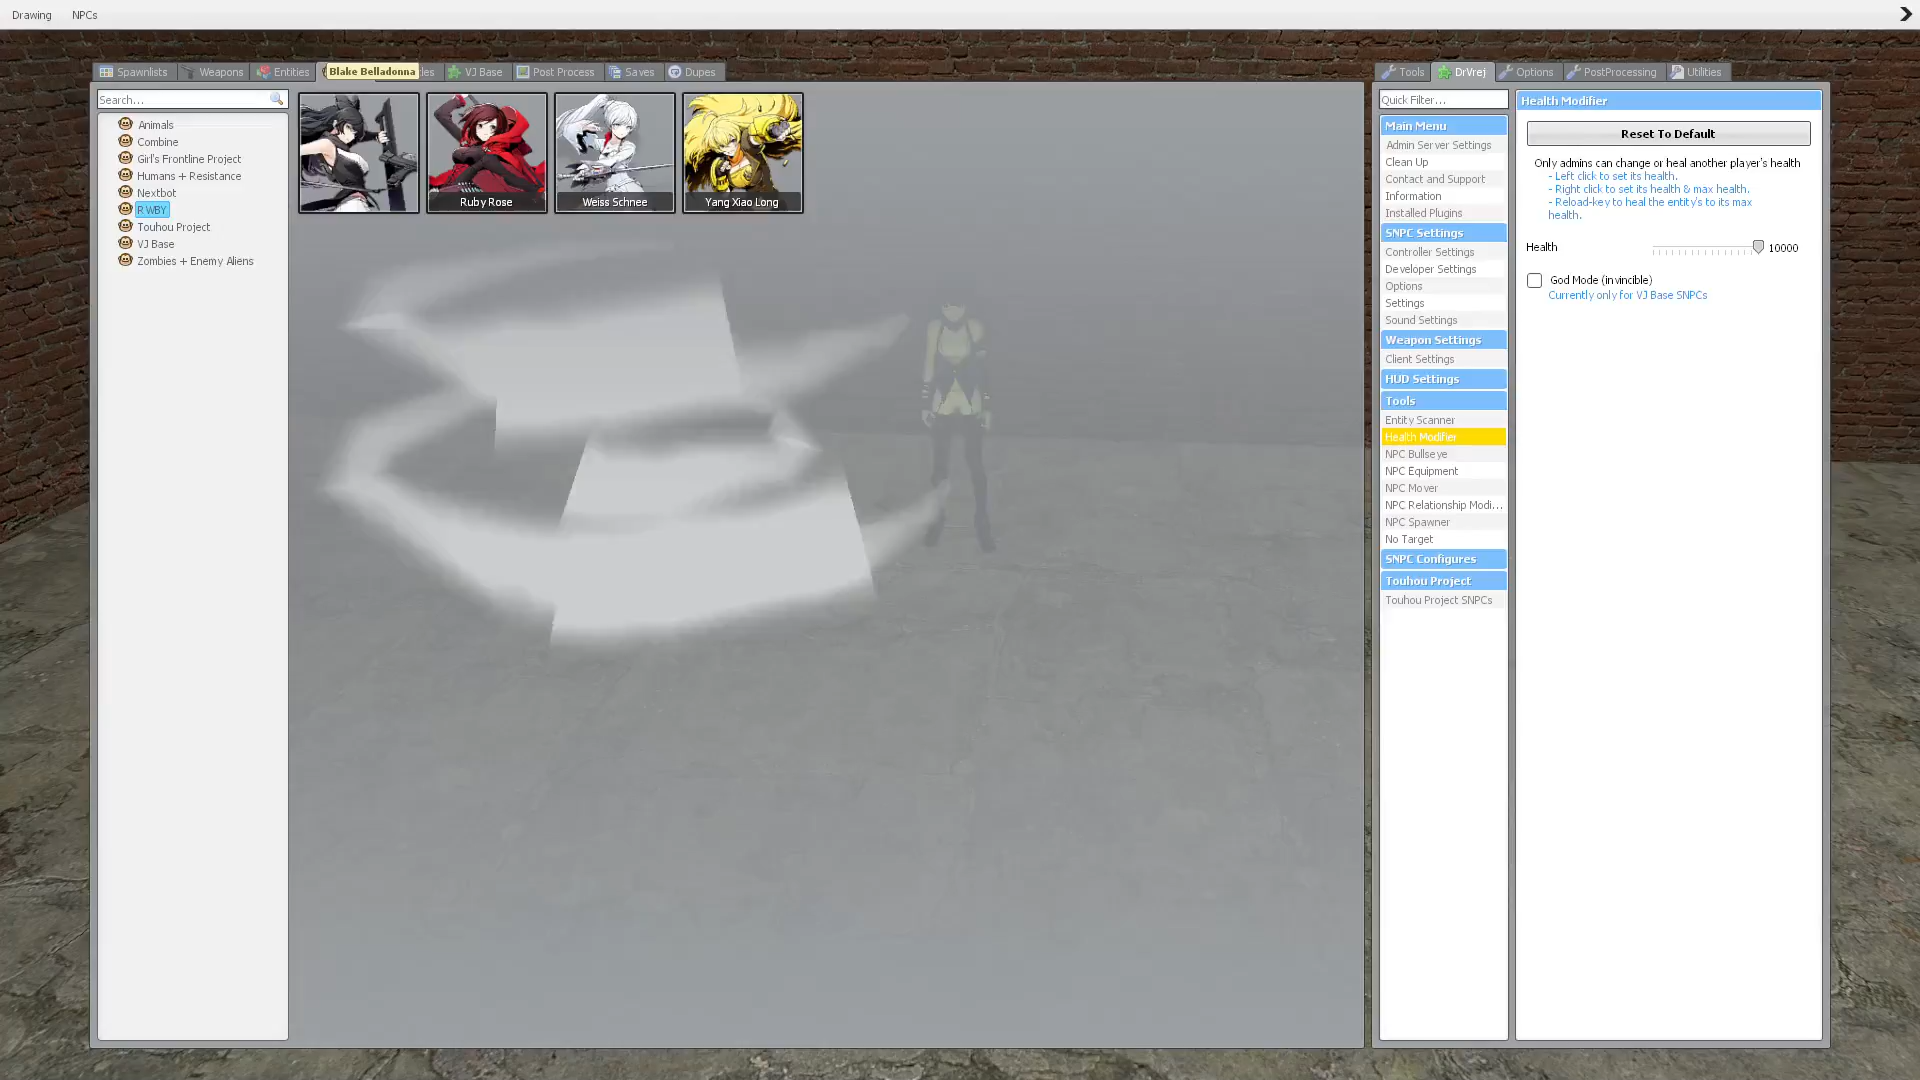 Drawing NPCs
Spawnlists Weapons Entities Blake Belladonna les VJ Base Post Process Saves Dupes
Search...
Animals
Combine
Girl's Frontline Project
Humans + Resistance
Nextbot
RWBY
Touhou Project
VJ Base
Zombies + Enemy Aliens
Ruby Rose
Weiss Schnee
Yang Xiao Long
Tools DrVrej Options PostProcessing Utilities
Quick Filter...
Main Menu
Admin Server Settings
Clean Up
Contact and Support
Information
Installed Plugins
SNPC Settings
Controller Settings
Developer Settings
Options
Settings
Sound Settings
Weapon Settings
Client Settings
HUD Settings
Tools
Entity Scanner
Health Modifier
NPC Bullseye
NPC Equipment
NPC Mover
NPC Relationship Modi...
NPC Spawner
No Target
SNPC Configures
Touhou Project
Touhou Project SNPCs
Health Modifier
Reset To Default
Only admins can change or heal another player's health
- Left click to set its health.
- Right click to set its health & max health.
- Reload-key to heal the entity's to its max
health.
Health 10000
God Mode (invincible)
Currently only for VJ Base SNPCs